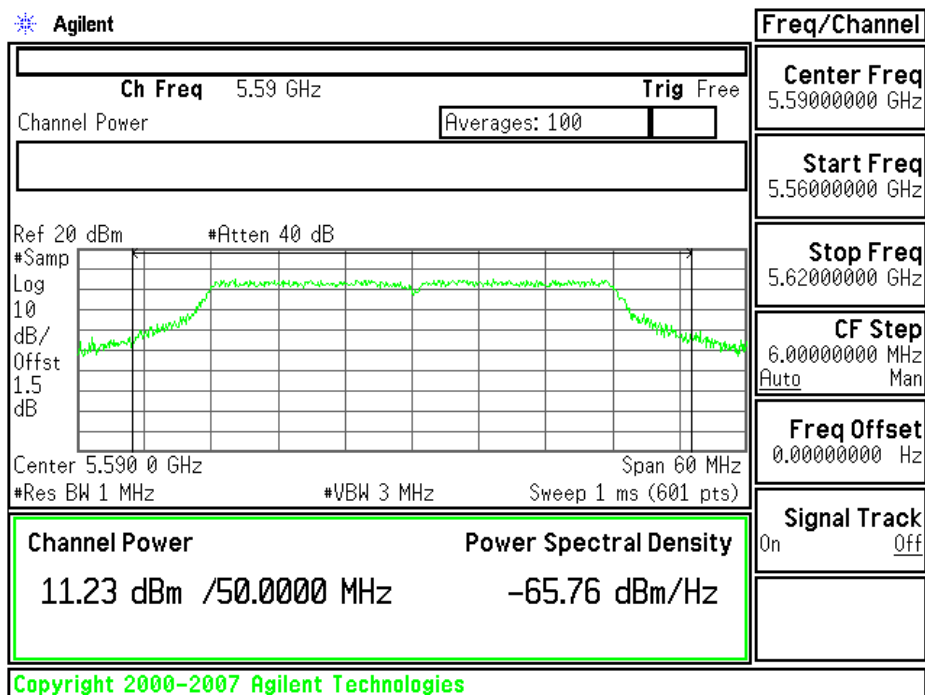 Agilent
Freq/Channel
Ch Freq 5.59 GHz Trig Free
Channel Power Averages: 100
Ref 20 dBm #Atten 40 dB
#Samp
Log
10
dB/
Offst
1.5
dB
Center 5.590 0 GHz Span 60 MHz
#Res BW 1 MHz #VBW 3 MHz Sweep 1 ms (601 pts)
Channel Power Power Spectral Density
11.23 dBm /50.0000 MHz -65.76 dBm/Hz
Center Freq
5.59000000 GHz
Start Freq
5.56000000 GHz
Stop Freq
5.62000000 GHz
CF Step
6.00000000 MHz
Auto Man
Freq Offset
0.00000000 Hz
Signal Track
On Off
Copyright 2000-2007 Agilent Technologies